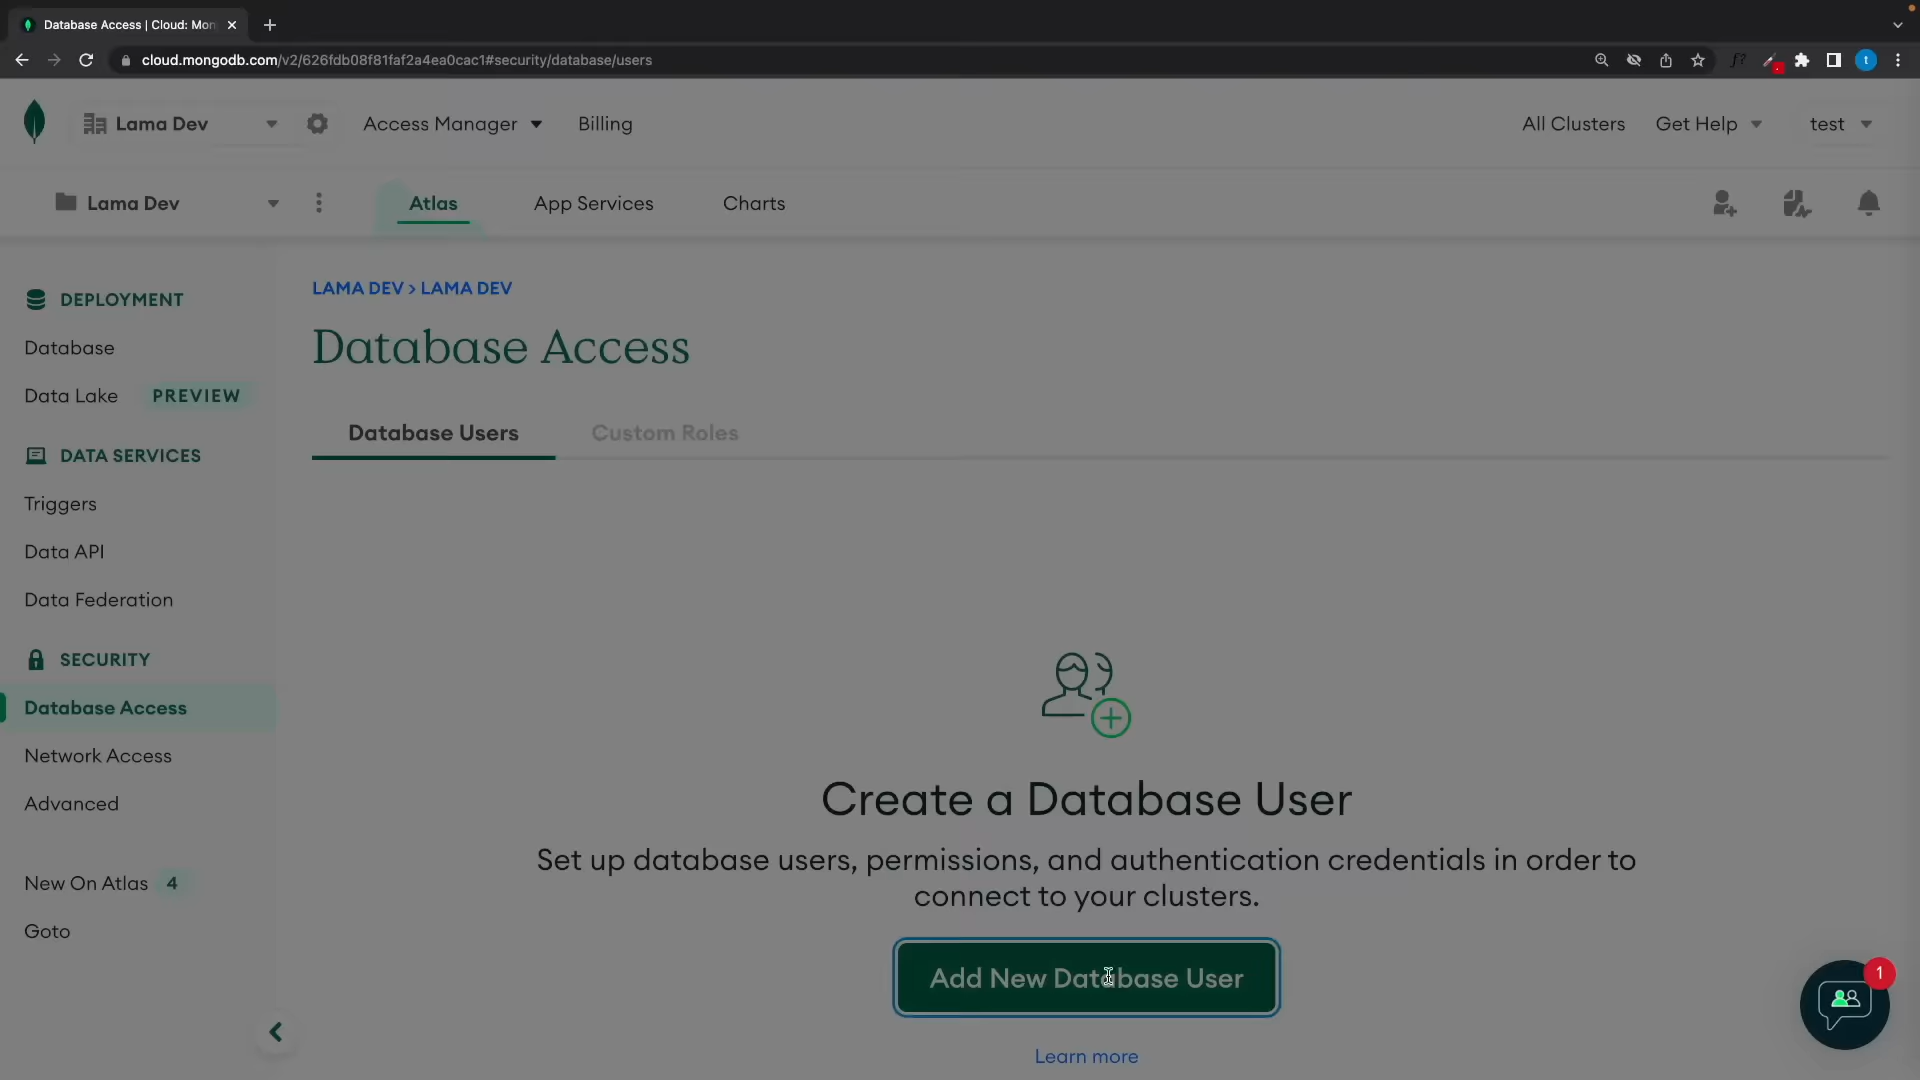 Database Access | Cloud: Mon
cloud.mongodb.com/v2/626fdb08f81faf2a4ea0cac1#security/database/users
f?
t
Lama Dev
Access Manager
Billing
All Clusters
Get Help
test
Lama Dev
Atlas
App Services
Charts
DEPLOYMENT
Database
Data Lake PREVIEW
DATA SERVICES
Triggers
Data API
Data Federation
SECURITY
Database Access
Network Access
Advanced
New On Atlas 4
Goto
LAMA DEV > LAMA DEV
Database Access
Database Users
Custom Roles
Create a Database User
Set up database users, permissions, and authentication credentials in order to
connect to your clusters.
Add New Database User
Learn more
1